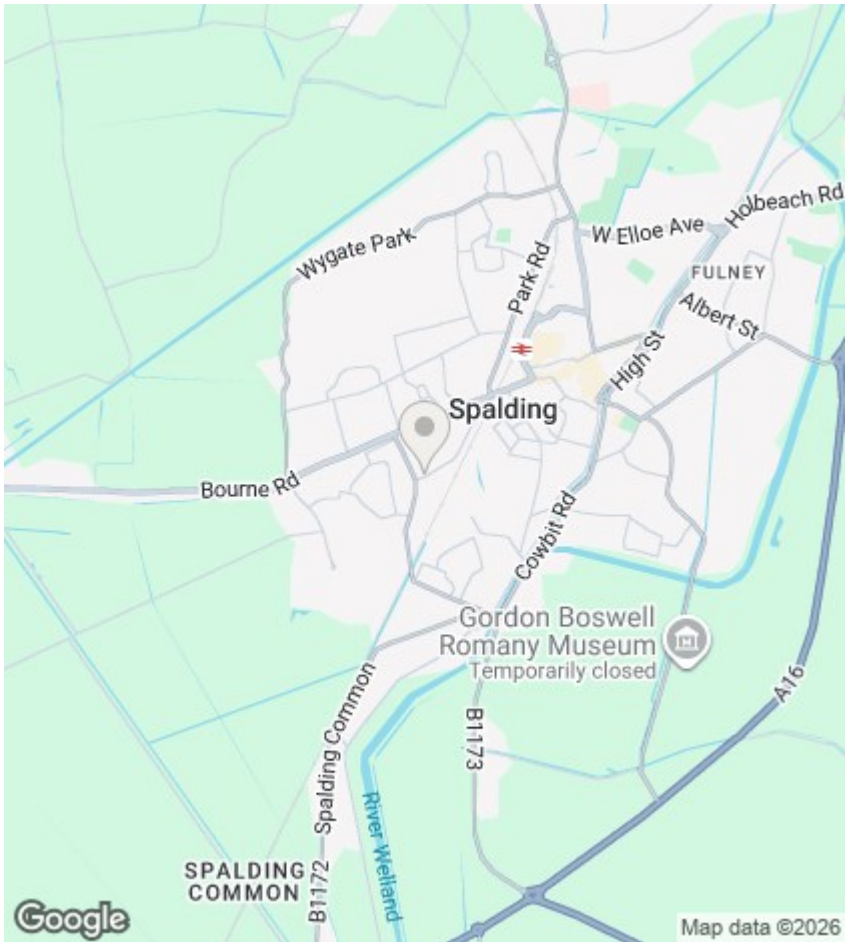 Holbeach Rd
W Elloe Ave
Wygate Park
FULNEY
Park Rd
Albert St
High St
Spalding
Bourne Rd
Cowbit Rd
Gordon Boswell
Romany Museum
Temporarily closed
A16
B1173
Spalding Common
River Welland
SPALDING
COMMON
B1172
Google
Map data ©2026